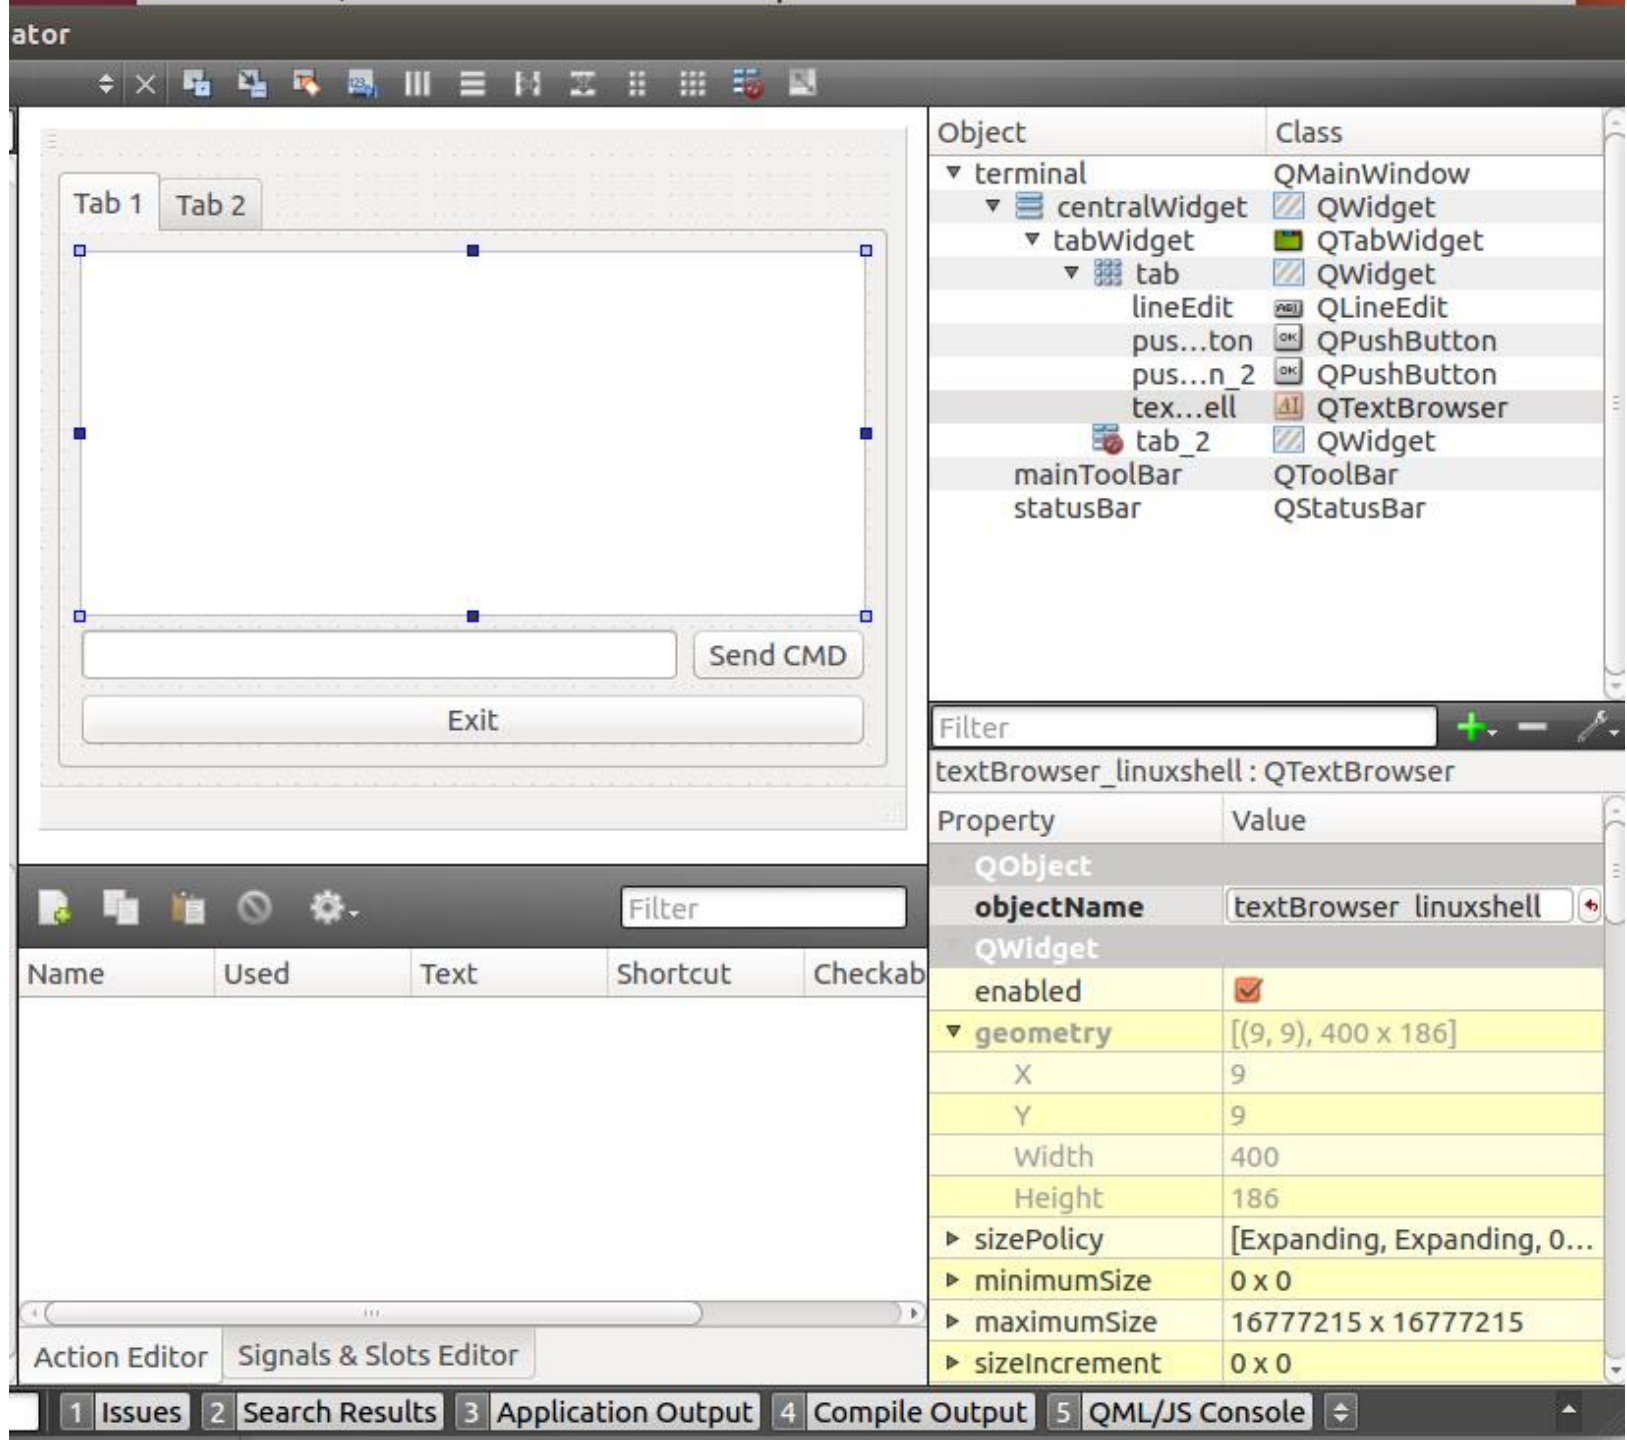 ator
Tab 1 Tab 2
Send CMD
Exit
Object Class
terminal QMainWindow
centralWidget QWidget
tabWidget QTabWidget
tab QWidget
lineEdit QLineEdit
pus...ton QPushButton
pus...n_2 QPushButton
tex...ell QTextBrowser
tab_2 QWidget
mainToolBar QToolBar
statusBar QStatusBar
Filter
textBrowser_linuxshell : QTextBrowser
Property Value
QObject
objectName textBrowser_linuxshell
QWidget
enabled
geometry [(9, 9), 400 x 186]
X 9
Y 9
Width 400
Height 186
sizePolicy [Expanding, Expanding, 0...
minimumSize 0 x 0
maximumSize 16777215 x 16777215
sizeIncrement 0 x 0
Filter
Name Used Text Shortcut Checkab
Action Editor Signals & Slots Editor
1 Issues 2 Search Results 3 Application Output 4 Compile Output 5 QML/JS Console